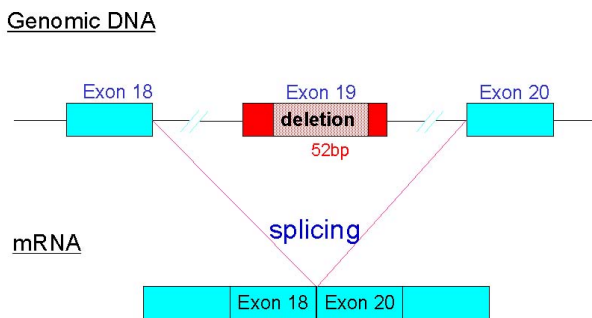 Genomic DNA
Exon 18 Exon 19 Exon 20
deletion
52bp
splicing
mRNA
Exon 18 Exon 20